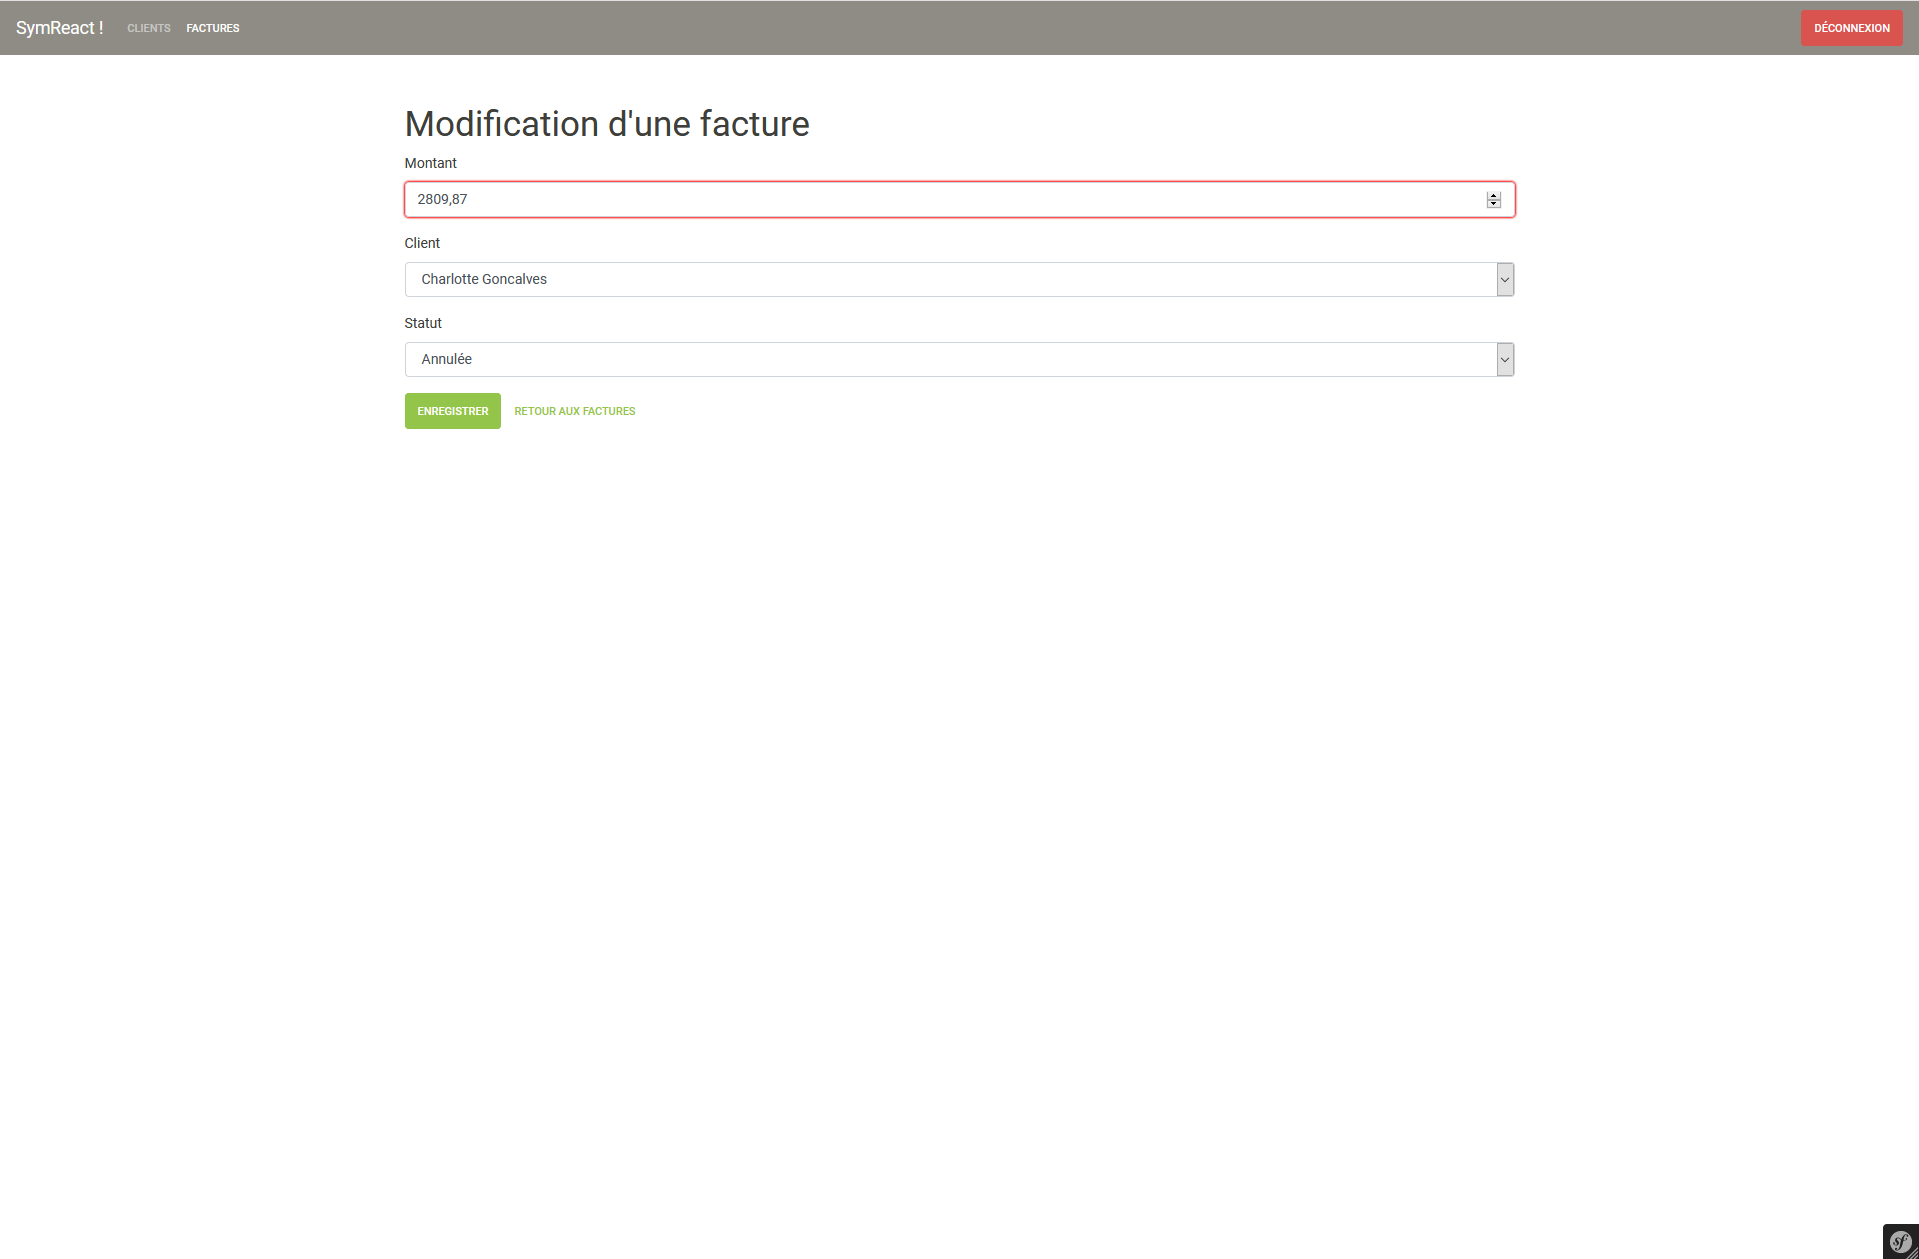 SymReact ! CLIENTS FACTURES DÉCONNEXION
Modification d'une facture
Montant
2809,87
Client
Charlotte Goncalves
Statut
Annulée
ENREGISTRER RETOUR AUX FACTURES
sf